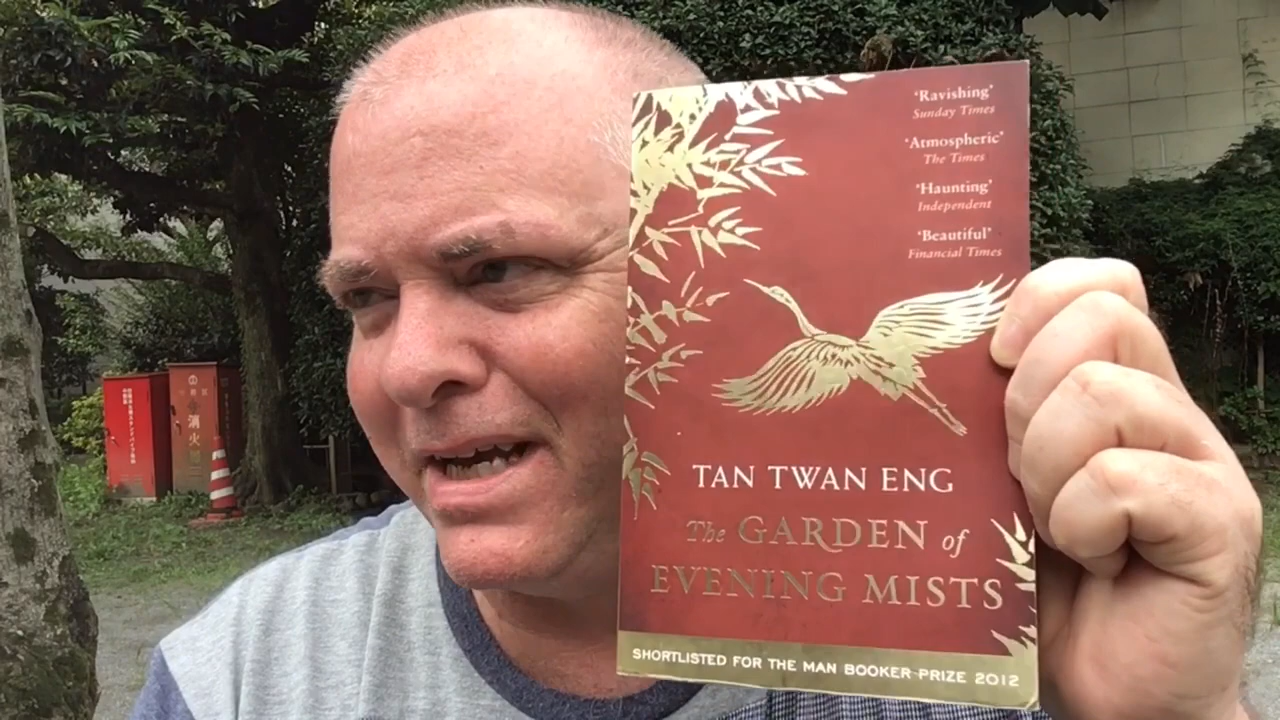 ‘Ravishing’
Sunday Times
‘Atmospheric’
The Times
‘Haunting’
Independent
‘Beautiful’
Financial Times
TAN TWAN ENG
The GARDEN of
EVENING MISTS
SHORTLISTED FOR THE MAN BOOKER PRIZE 2012
消火